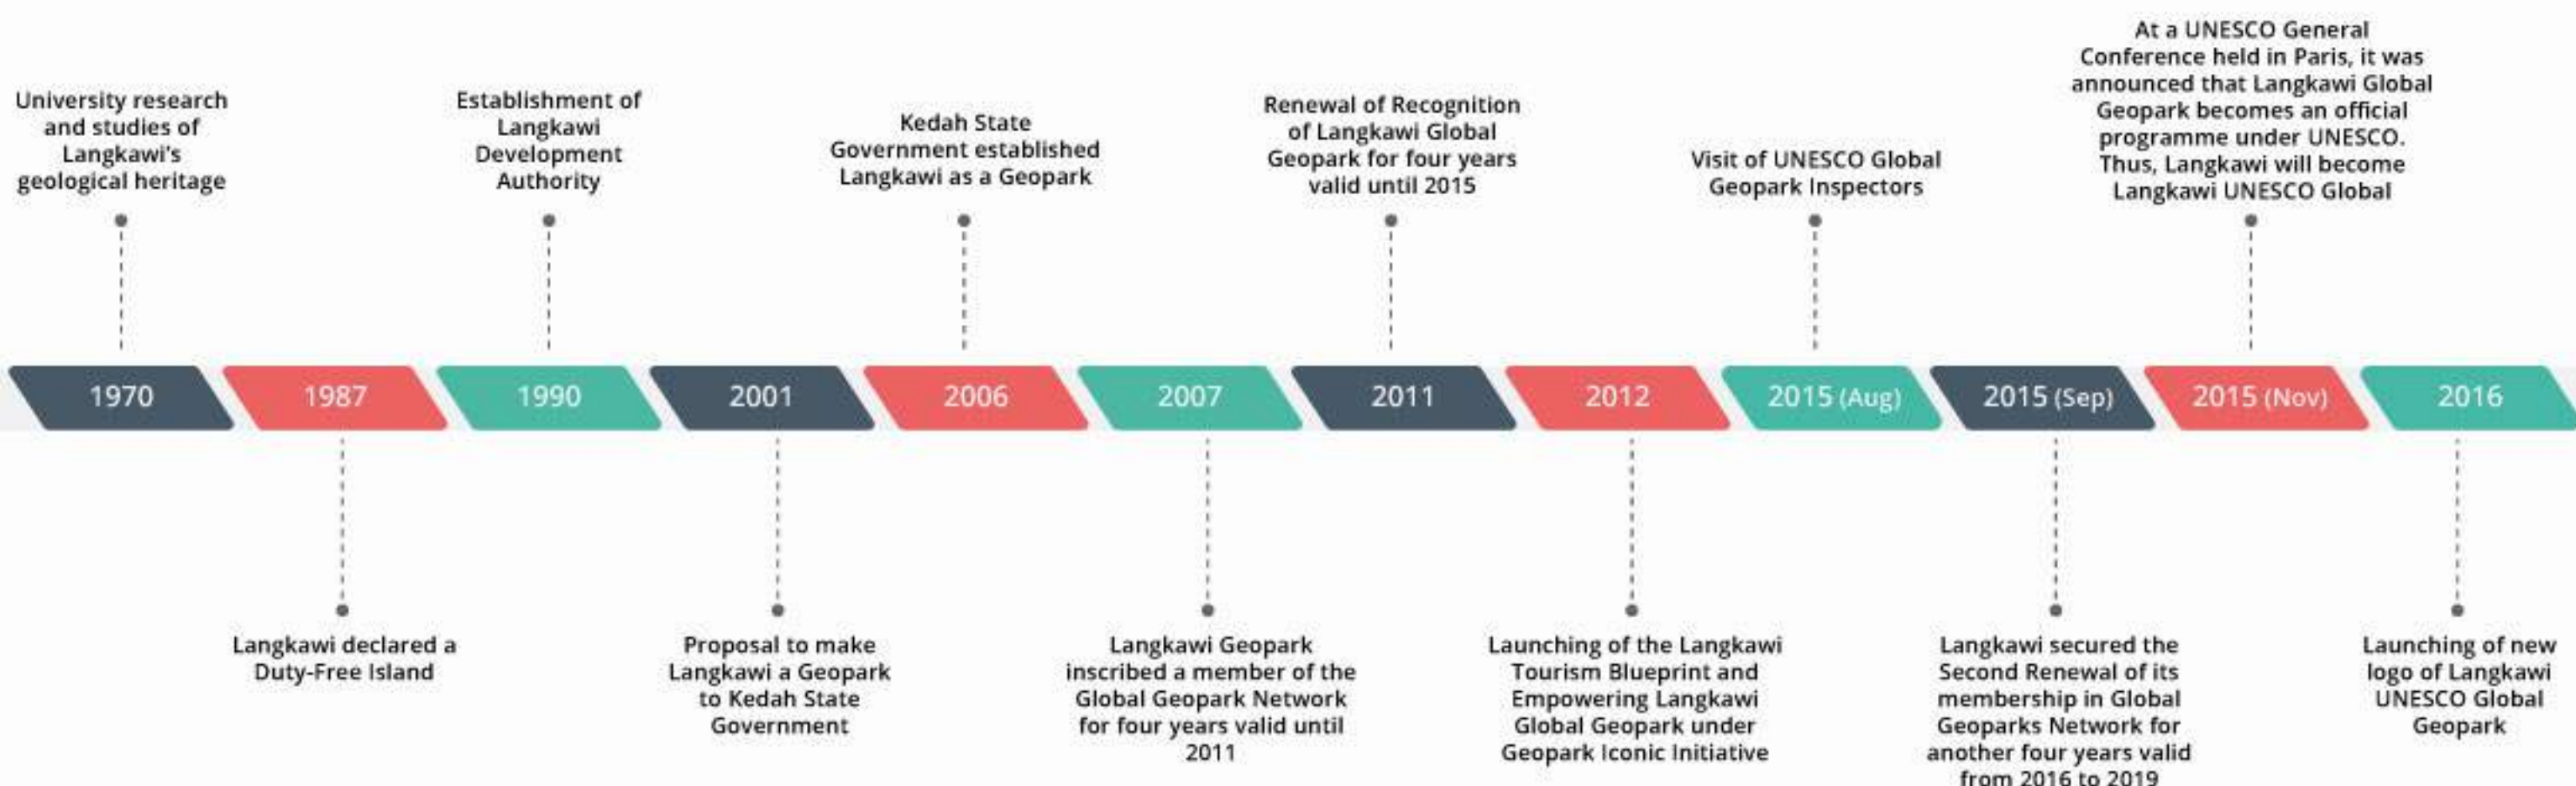 University research
and studies of
Langkawi's
geological heritage
Establishment of
Langkawi
Development
Authority
Kedah State
Government established
Langkawi as a Geopark
Renewal of Recognition
of Langkawi Global
Geopark for four years
valid until 2015
Visit of UNESCO Global
Geopark Inspectors
At a UNESCO General
Conference held in Paris, it was
announced that Langkawi Global
Geopark becomes an official
programme under UNESCO.
Thus, Langkawi will become
Langkawi UNESCO Global
1970
1987
1990
2001
2006
2007
2011
2012
2015 (Aug)
2015 (Sep)
2015 (Nov)
2016
Langkawi declared a
Duty-Free Island
Proposal to make
Langkawi a Geopark
to Kedah State
Government
Langkawi Geopark
inscribed a member of the
Global Geopark Network
for four years valid until
2011
Launching of the Langkawi
Tourism Blueprint and
Empowering Langkawi
Global Geopark under
Geopark Iconic Initiative
Langkawi secured the
Second Renewal of its
membership in Global
Geoparks Network for
another four years valid
from 2016 to 2019
Launching of new
logo of Langkawi
UNESCO Global
Geopark